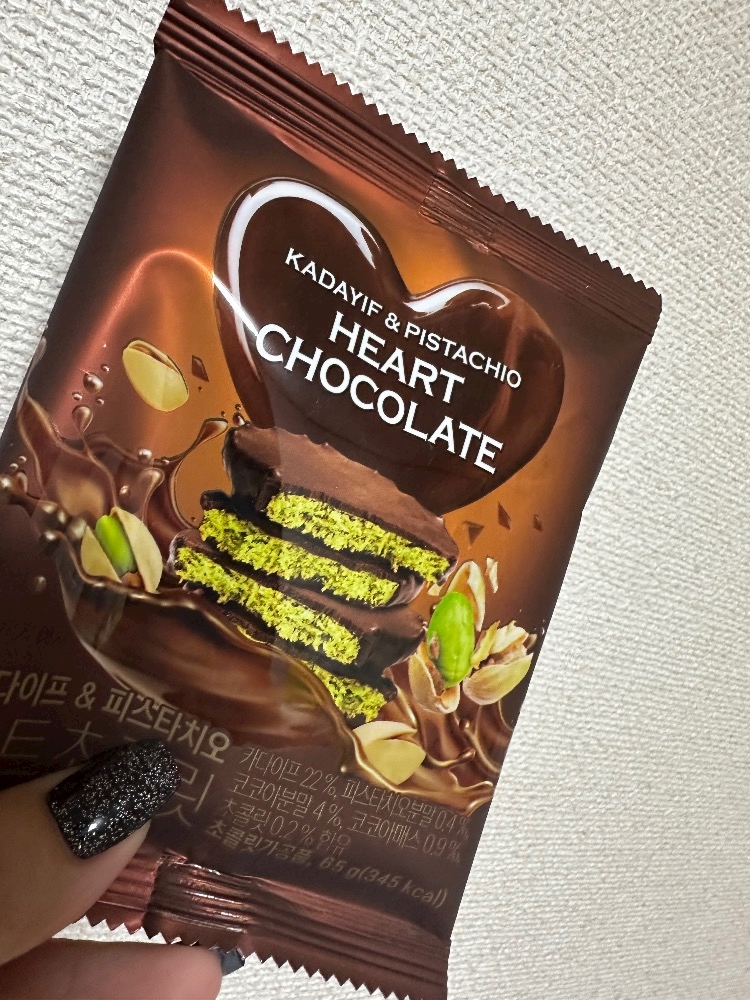 KADAYIF & PISTACHIO
HEART
CHOCOLATE
다이프 & 피스타치오
카다이프 22 %, 피스타치오분말 0.4 %,
코코아분말 4 %, 코코아매스 0.9 %,
초콜릿 0.2 % 함유
초콜릿가공품, 65 g(345 kcal)